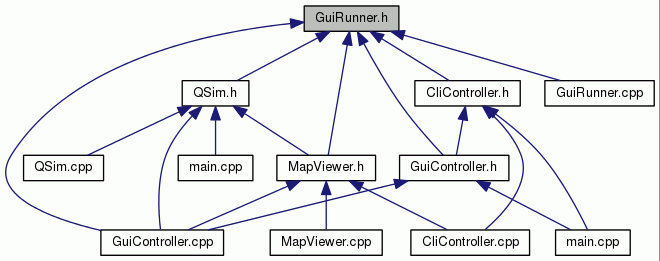 GuiRunner.h
QSim.h
CliController.h
GuiRunner.cpp
QSim.cpp
main.cpp
MapViewer.h
GuiController.h
GuiController.cpp
MapViewer.cpp
CliController.cpp
main.cpp